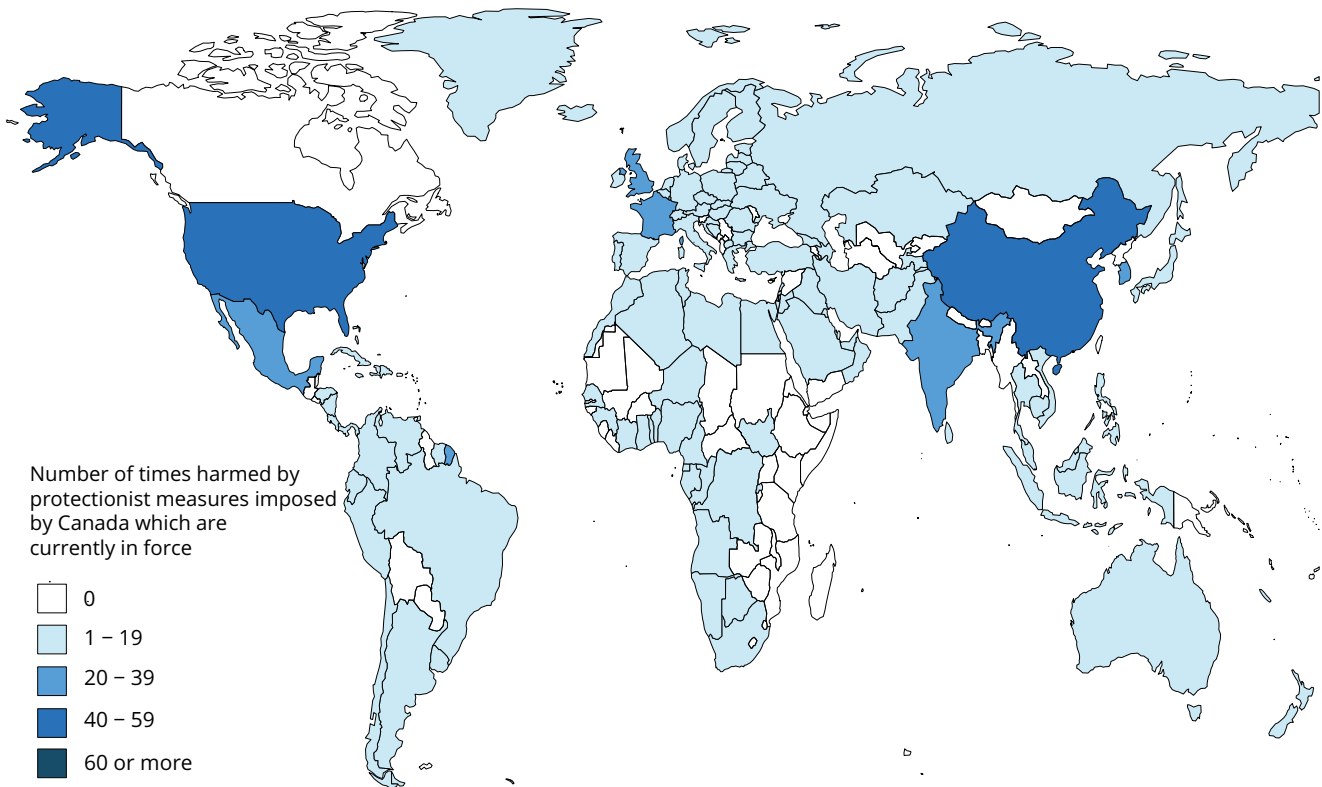 Number of times harmed by
protectionist measures imposed
by Canada which are
currently in force
0
1 – 19
20 – 39
40 – 59
60 or more